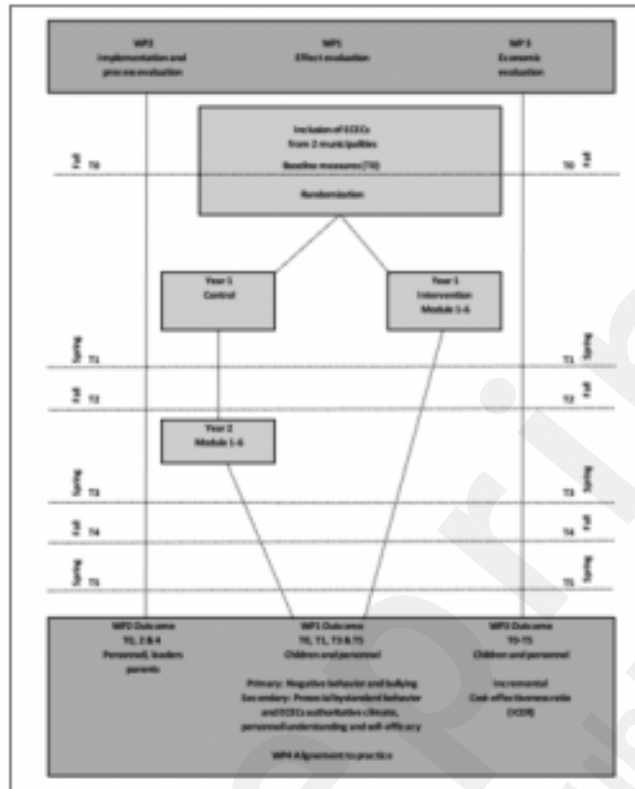 WP2
Implementation and
process evaluation
WP1
Effect evaluation
WP 3
Economic
evaluation
Inclusion of ECECs
from 2 municipalities
Baseline measures (T0)
Randomization
Fall T0
T0 Fall
Year 1
Control
Year 1
Intervention
Module 1-6
Spring T1
T1 Spring
Fall T2
T2 Fall
Year 2
Module 1-6
Spring T3
T3 Spring
Fall T4
T4 Fall
Spring T5
T5 Spring
WP2 Outcome
T0, 2 & 4
Personnel, leaders
parents
WP1 Outcome
T0, T1, T3 & T5
Children and personnel
Primary: Negative behavior and bullying
Secondary: Prosocial bystandard behavior
and ECECs authoritative climate,
personnel understanding and self-efficacy
WP3 Outcome
T0-T5
Children and personnel
Incremental
Cost-effectiveness ratio
(ICER)
WP4 Alignement to practice